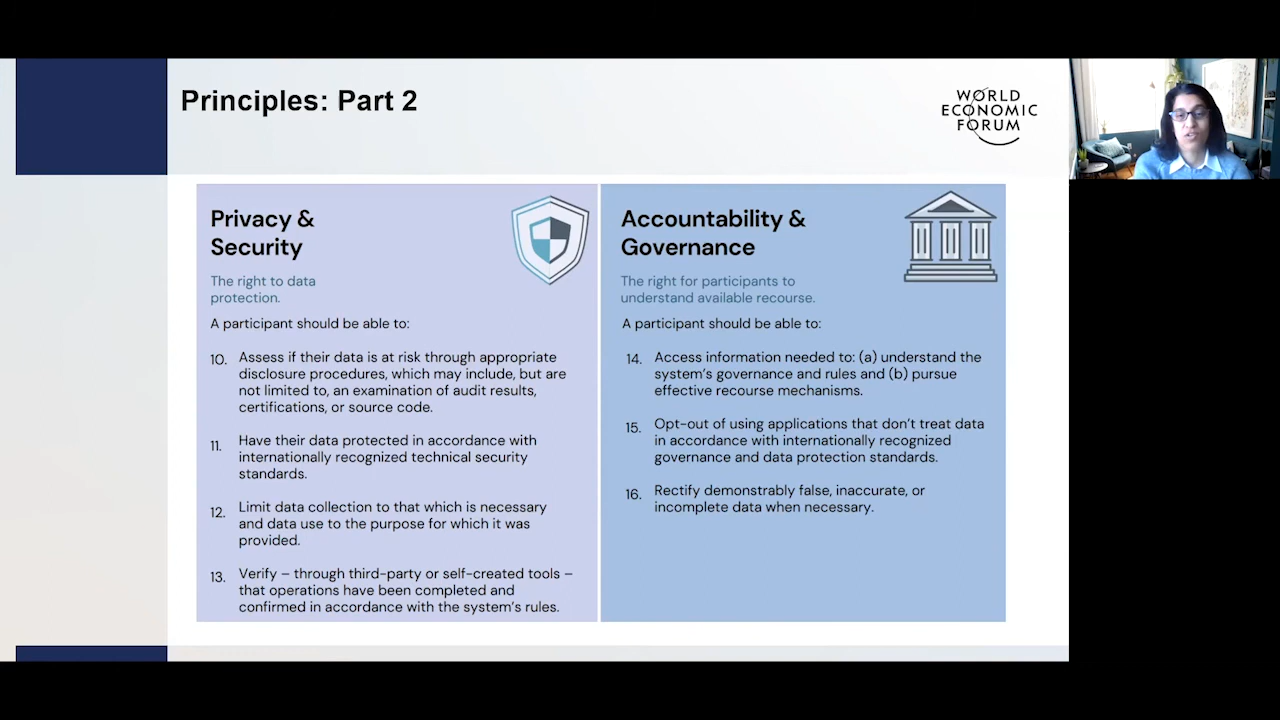 Principles: Part 2
WORLD
ECONOMIC
FORUM
Privacy &
Security
The right to data
protection.
A participant should be able to:
10. Assess if their data is at risk through appropriate
disclosure procedures, which may include, but are
not limited to, an examination of audit results,
certifications, or source code.
11. Have their data protected in accordance with
internationally recognized technical security
standards.
12. Limit data collection to that which is necessary
and data use to the purpose for which it was
provided.
13. Verify – through third-party or self-created tools –
that operations have been completed and
confirmed in accordance with the system's rules.
Accountability &
Governance
The right for participants to
understand available recourse.
A participant should be able to:
14. Access information needed to: (a) understand the
system's governance and rules and (b) pursue
effective recourse mechanisms.
15. Opt-out of using applications that don't treat data
in accordance with internationally recognized
governance and data protection standards.
16. Rectify demonstrably false, inaccurate, or
incomplete data when necessary.